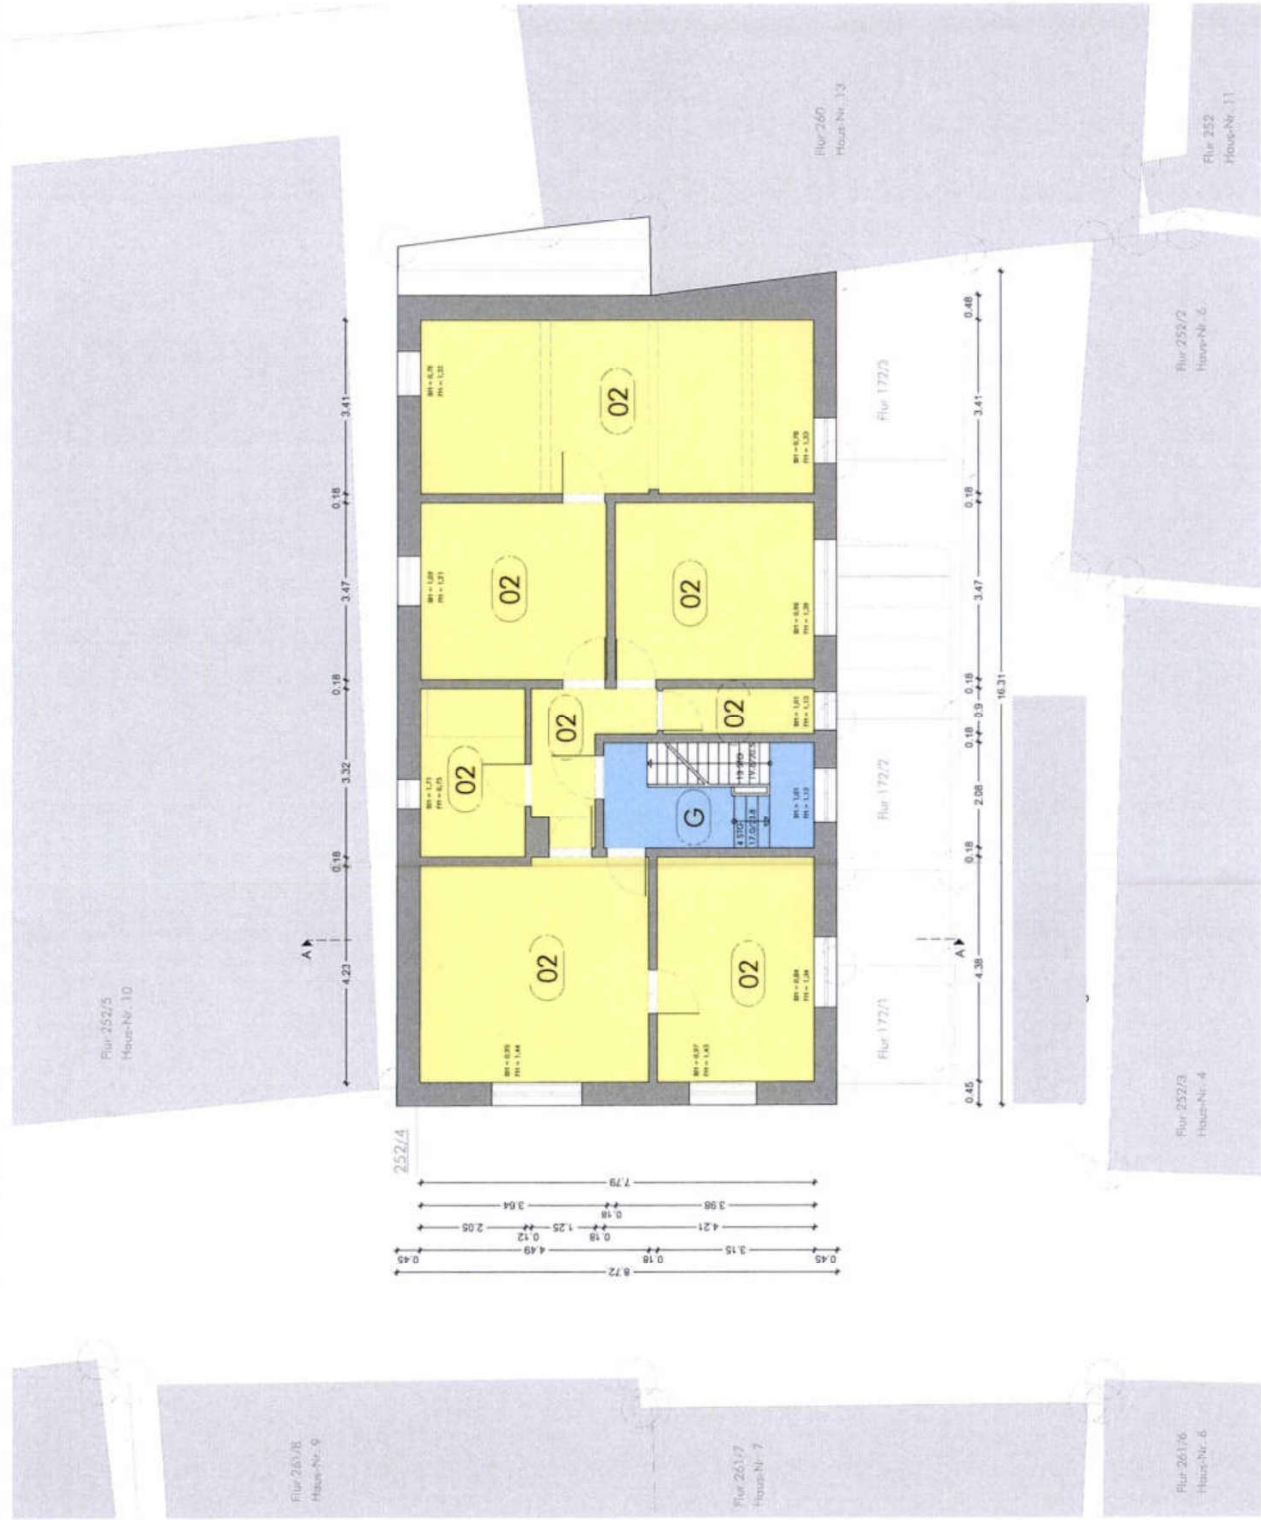 Flur 260
Haus-Nr. 13
Flur 252
Haus-Nr. 11
Flur 252/5
Haus-Nr. 10
Flur 252/2
Haus-Nr. 6
Flur 252/3
Haus-Nr. 4
Flur 261/8
Haus-Nr. 9
Flur 261/7
Haus-Nr. 7
Flur 261/6
Haus-Nr. 6
Flur 172/3
Flur 172/2
Flur 172/1
252/4
A
A
4.23
0.18
3.32
0.18
3.47
0.18
3.41
02
02
02
02
02
02
02
02
G
4 STG
0.45
4.38
0.18
2.08
0.18
0.9
0.18
3.47
0.18
3.41
0.48
16.31
7.79
3.64
0.18
3.98
2.05
0.12
1.25
0.18
4.21
0.45
4.49
0.18
3.15
0.45
8.72